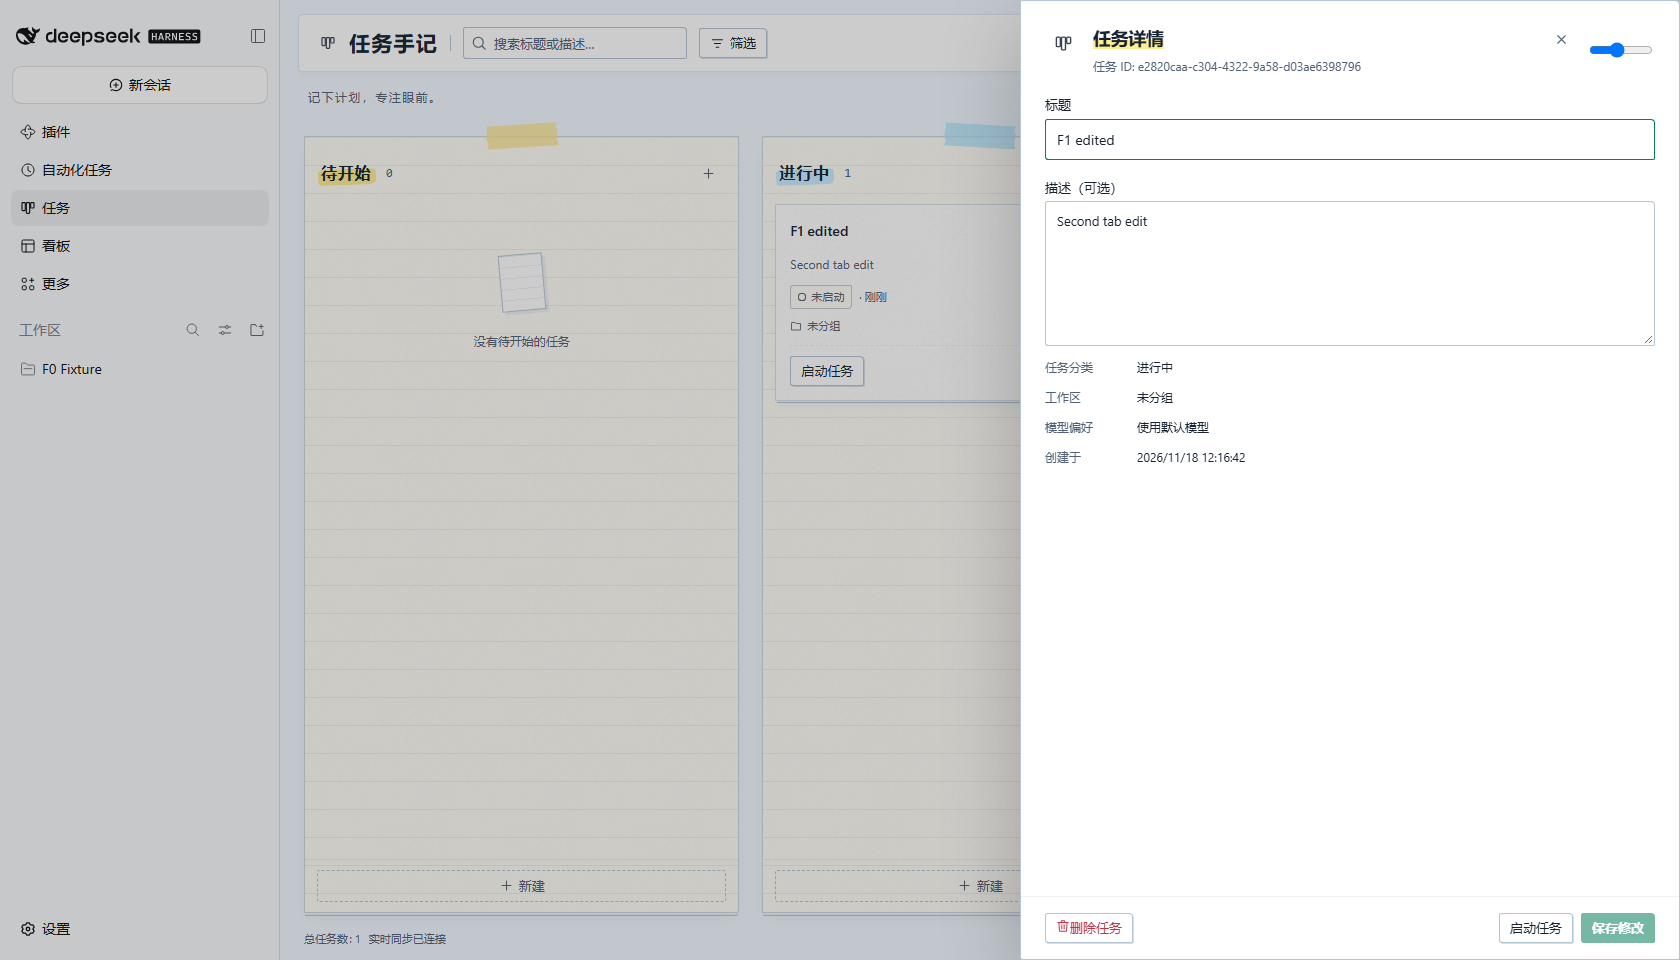 deepseek HARNESS
新会话
插件
自动化任务
任务
看板
更多
工作区
F0 Fixture
设置
任务手记
搜索标题或描述...
筛选
记下计划，专注眼前。
待开始 0
没有待开始的任务
新建
进行中 1
F1 edited
Second tab edit
未启动 · 刚刚
未分组
启动任务
新建
总任务数: 1 实时同步已连接
任务详情
任务 ID: e2820caa-c304-4322-9a58-d03ae6398796
标题
F1 edited
描述（可选）
Second tab edit
任务分类 进行中
工作区 未分组
模型偏好 使用默认模型
创建于 2026/11/18 12:16:42
删除任务
启动任务
保存修改